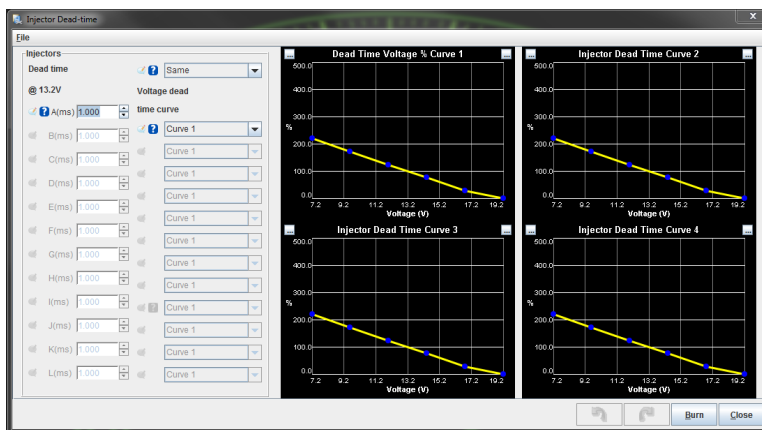 Injector Dead-time
File
Injectors
Dead time
? Same
@ 13.2V
Voltage dead
time curve
? A(ms) 1.000
? Curve 1
B(ms) 1.000
Curve 1
C(ms) 1.000
Curve 1
D(ms) 1.000
Curve 1
E(ms) 1.000
Curve 1
F(ms) 1.000
Curve 1
G(ms) 1.000
Curve 1
H(ms) 1.000
Curve 1
I(ms) 1.000
? Curve 1
J(ms) 1.000
Curve 1
K(ms) 1.000
Curve 1
L(ms) 1.000
Curve 1
... Dead Time Voltage % Curve 1 ...
500.0
400.0
300.0
%
200.0
100.0
0.0
7.2 9.2 11.2 13.2 15.2 17.2 19.2
Voltage (V)
... Injector Dead Time Curve 2 ...
500.0
400.0
300.0
%
200.0
100.0
0.0
7.2 9.2 11.2 13.2 15.2 17.2 19.2
Voltage (V)
... Injector Dead Time Curve 3 ...
500.0
400.0
300.0
%
200.0
100.0
0.0
7.2 9.2 11.2 13.2 15.2 17.2 19.2
Voltage (V)
... Injector Dead Time Curve 4 ...
500.0
400.0
300.0
%
200.0
100.0
0.0
7.2 9.2 11.2 13.2 15.2 17.2 19.2
Voltage (V)
Burn
Close